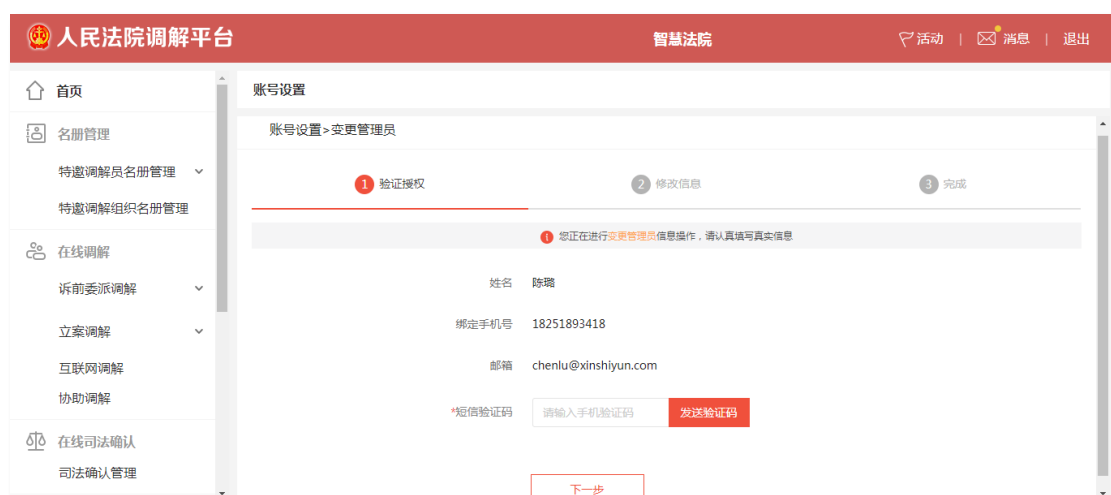 人民法院调解平台
智慧法院
活动 | 消息 | 退出
首页
名册管理
特邀调解员名册管理
特邀调解组织名册管理
在线调解
诉前委派调解
立案调解
互联网调解
协助调解
在线司法确认
司法确认管理
账号设置
账号设置>变更管理员
1 验证授权
2 修改信息
3 完成
您正在进行变更管理员信息操作，请认真填写真实信息
姓名 陈璐
绑定手机号 18251893418
邮箱 chenlu@xinshiyun.com
*短信验证码 请输入手机验证码 发送验证码
下一步